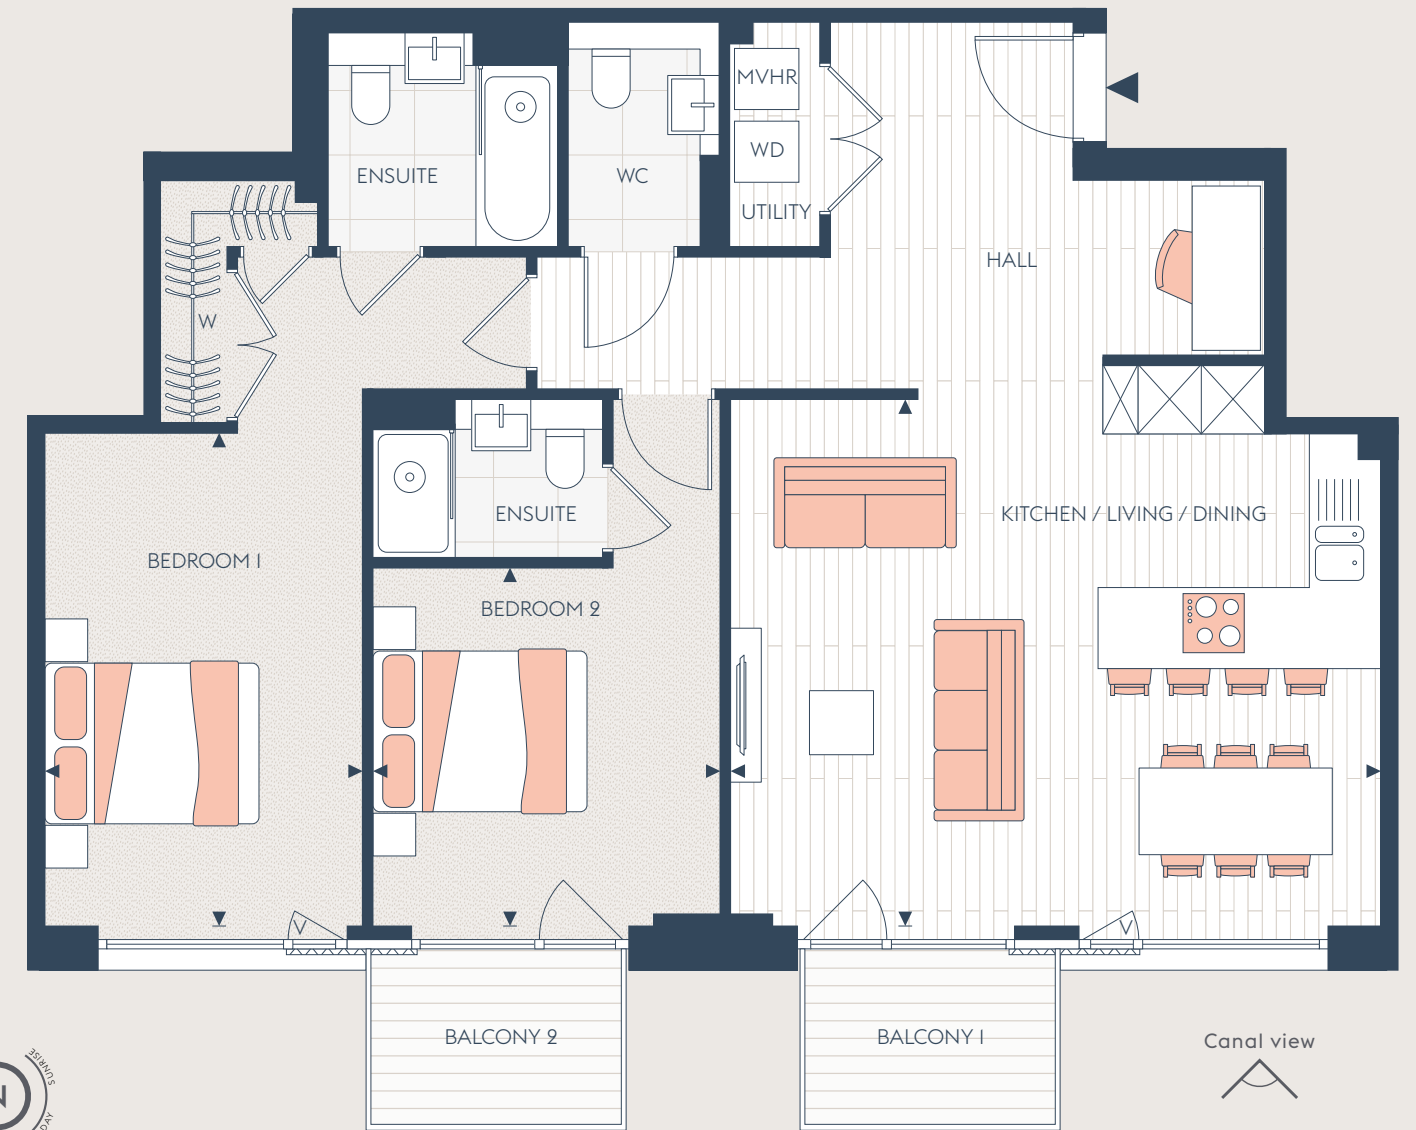 MVHR
WD
UTILITY
ENSUITE
WC
HALL
W
ENSUITE
KITCHEN / LIVING / DINING
BEDROOM 1
BEDROOM 2
V
V
BALCONY 2
BALCONY 1
Canal view
SUNRISE